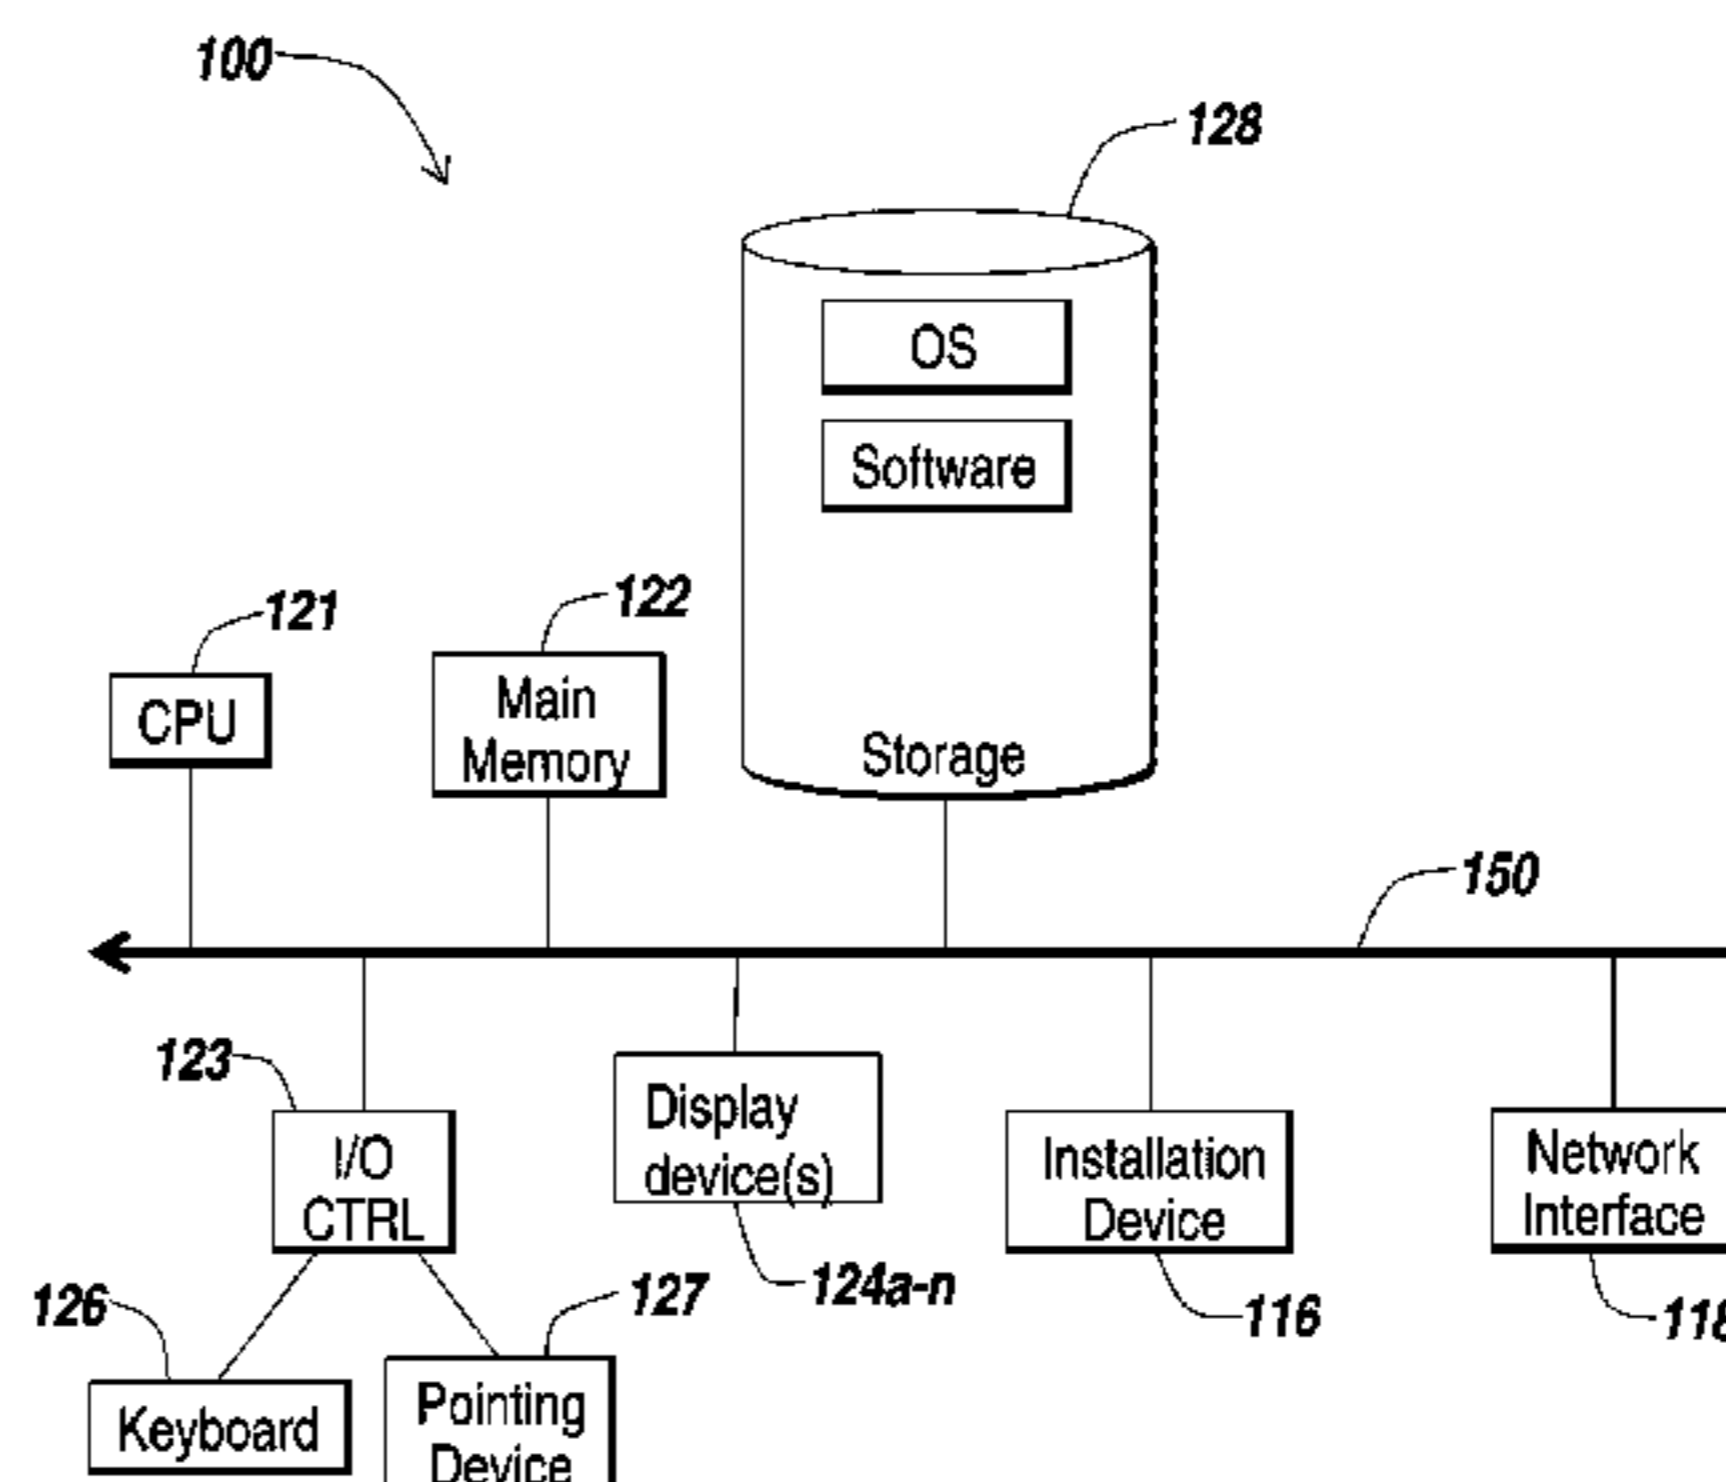 100
128
OS
Software
121
122
CPU
Main
Memory
Storage
150
123
Display
device(s)
I/O
CTRL
Installation
Device
Network
Interface
124a-n
126
127
116
118
Keyboard
Pointing
Device